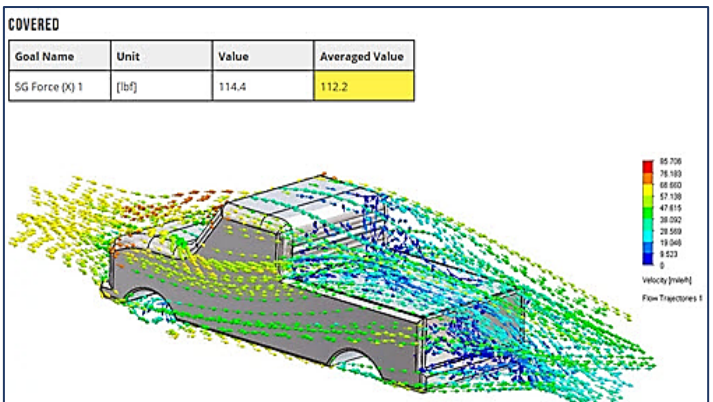 COVERED
Goal Name Unit Value Averaged Value
SG Force (X) 1 [lbf] 114.4 112.2
95.706
76.183
66.660
57.138
47.615
38.092
28.569
19.046
9.523
0
Velocity [mile/h]
Flow Trajectories 1